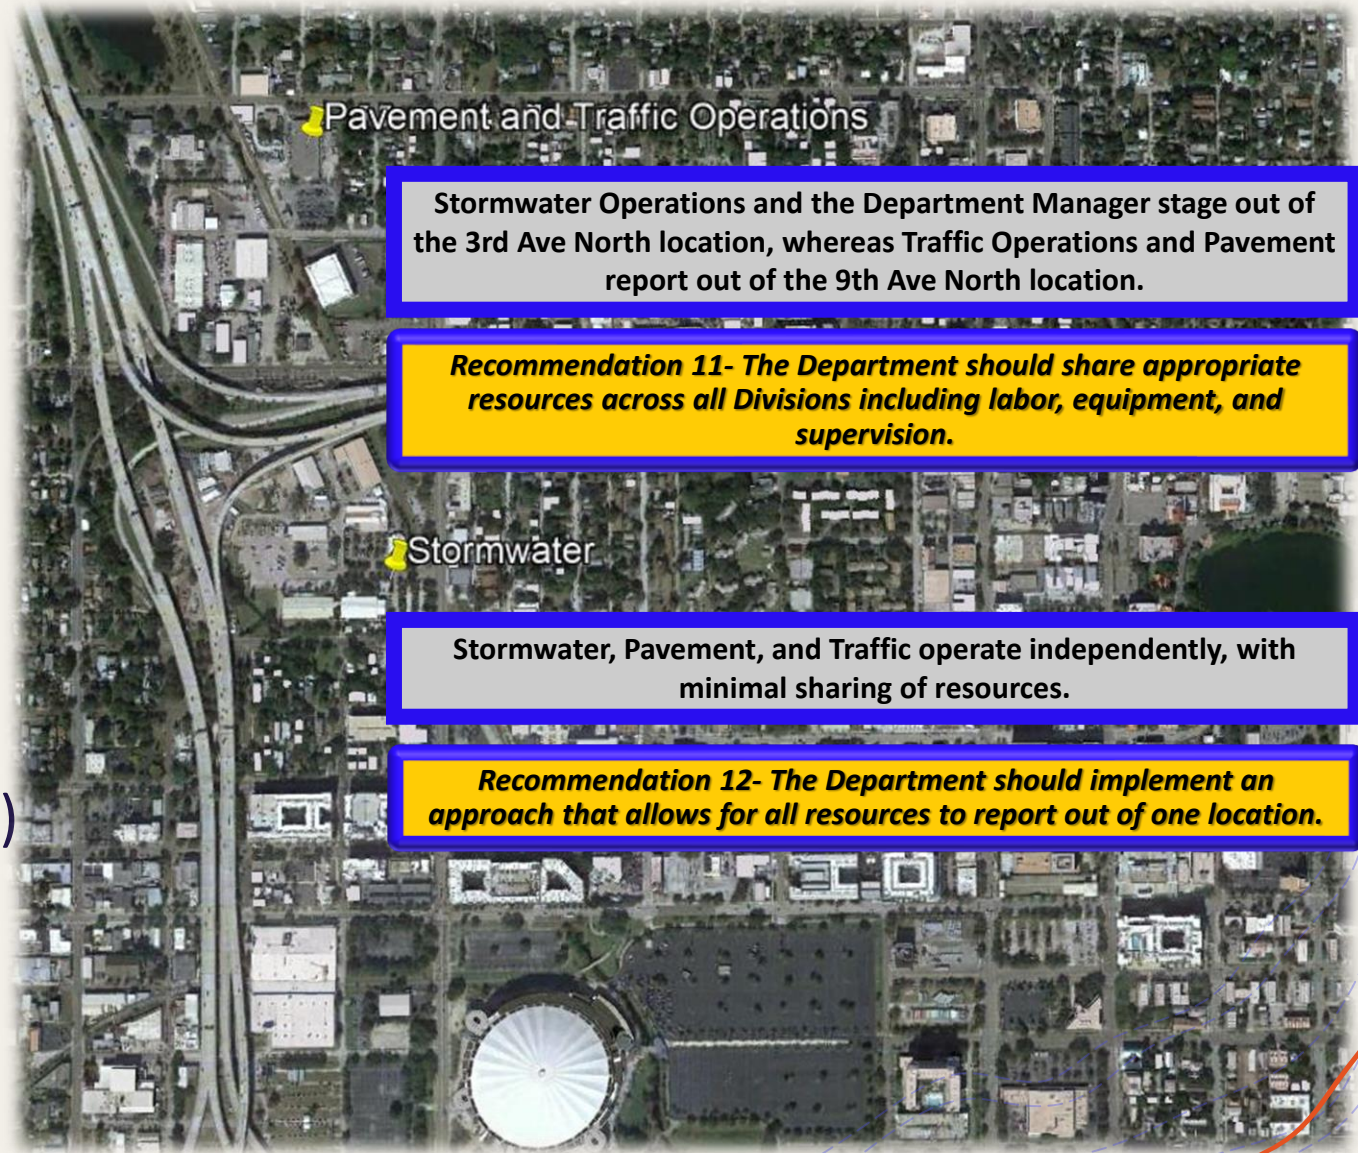 Pavement and Traffic Operations
Stormwater Operations and the Department Manager stage out of
the 3rd Ave North location, whereas Traffic Operations and Pavement
report out of the 9th Ave North location.
Recommendation 11- The Department should share appropriate
resources across all Divisions including labor, equipment, and
supervision.
Stormwater
Stormwater, Pavement, and Traffic operate independently, with
minimal sharing of resources.
Recommendation 12- The Department should implement an
approach that allows for all resources to report out of one location.
)